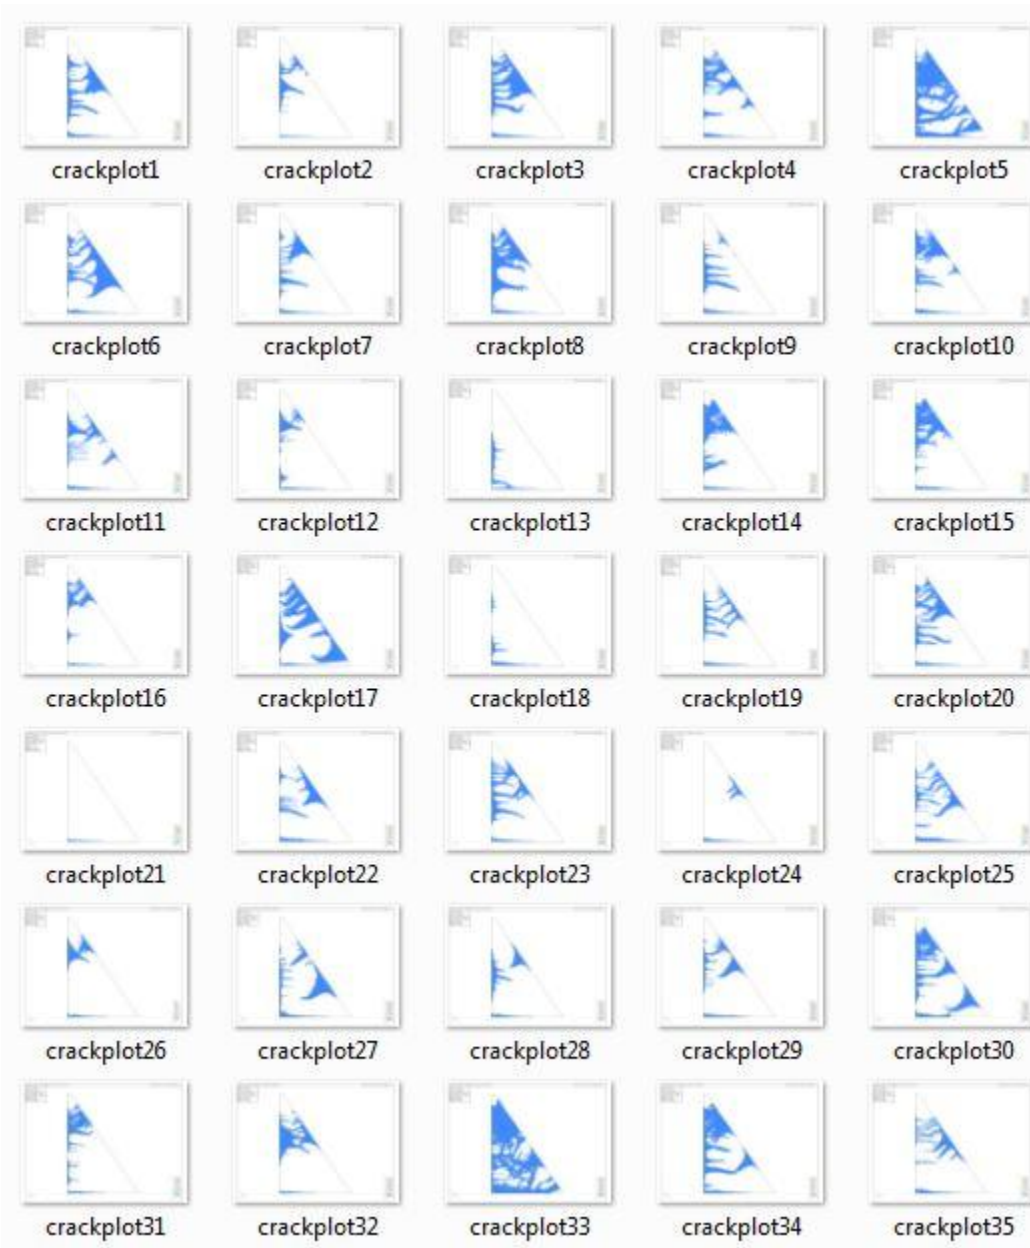 crackplot1 crackplot2 crackplot3 crackplot4 crackplot5
crackplot6 crackplot7 crackplot8 crackplot9 crackplot10
crackplot11 crackplot12 crackplot13 crackplot14 crackplot15
crackplot16 crackplot17 crackplot18 crackplot19 crackplot20
crackplot21 crackplot22 crackplot23 crackplot24 crackplot25
crackplot26 crackplot27 crackplot28 crackplot29 crackplot30
crackplot31 crackplot32 crackplot33 crackplot34 crackplot35